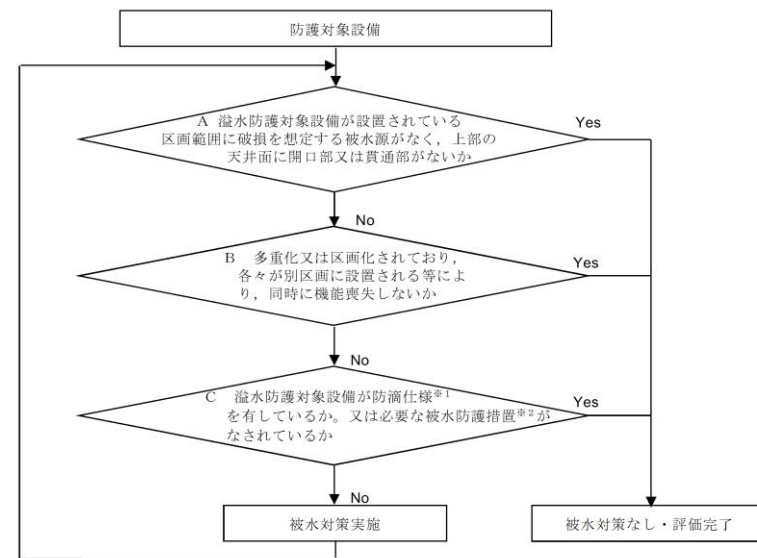 防護対象設備
A 溢水防護対象設備が設置されている
区画範囲に破損を想定する被水源がなく，上部の
天井面に開口部又は貫通部がないか
Yes
No
B 多重化又は区画化されており，
各々が別区画に設置される等によ
り，同時に機能喪失しないか
Yes
No
C 溢水防護対象設備が防滴仕様※1
を有しているか。又は必要な被水防護措置※2が
なされているか
Yes
No
被水対策実施
被水対策なし・評価完了